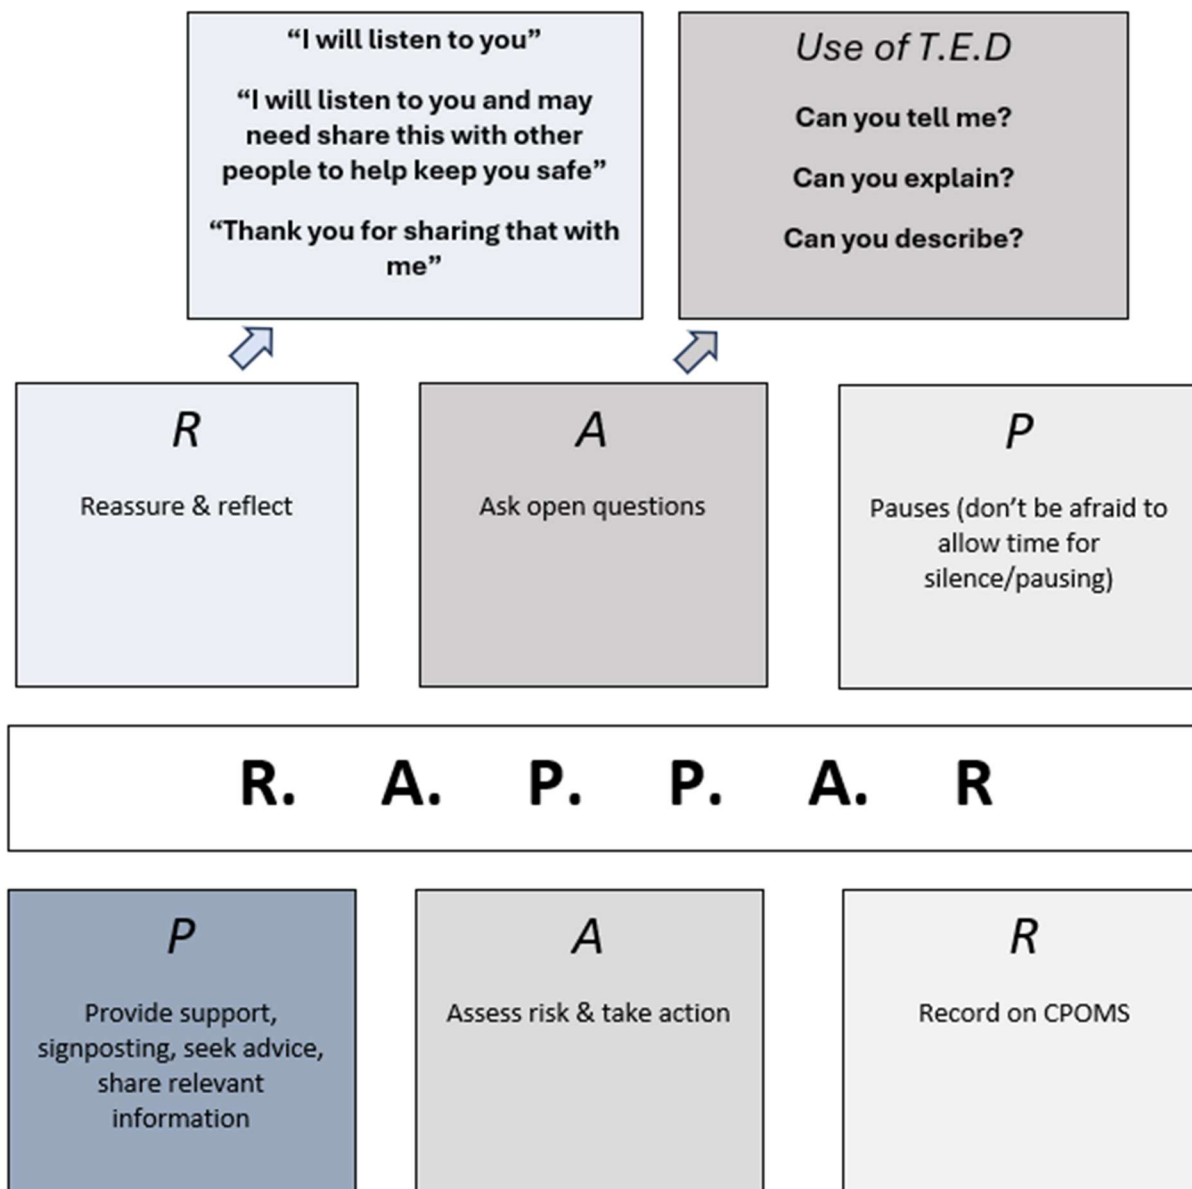 “I will listen to you”
“I will listen to you and may
need share this with other
people to help keep you safe”
“Thank you for sharing that with
me”
Use of T.E.D
Can you tell me?
Can you explain?
Can you describe?
R
Reassure & reflect
A
Ask open questions
P
Pauses (don’t be afraid to
allow time for
silence/pausing)
R. A. P. P. A. R
P
Provide support,
signposting, seek advice,
share relevant
information
A
Assess risk & take action
R
Record on CPOMS